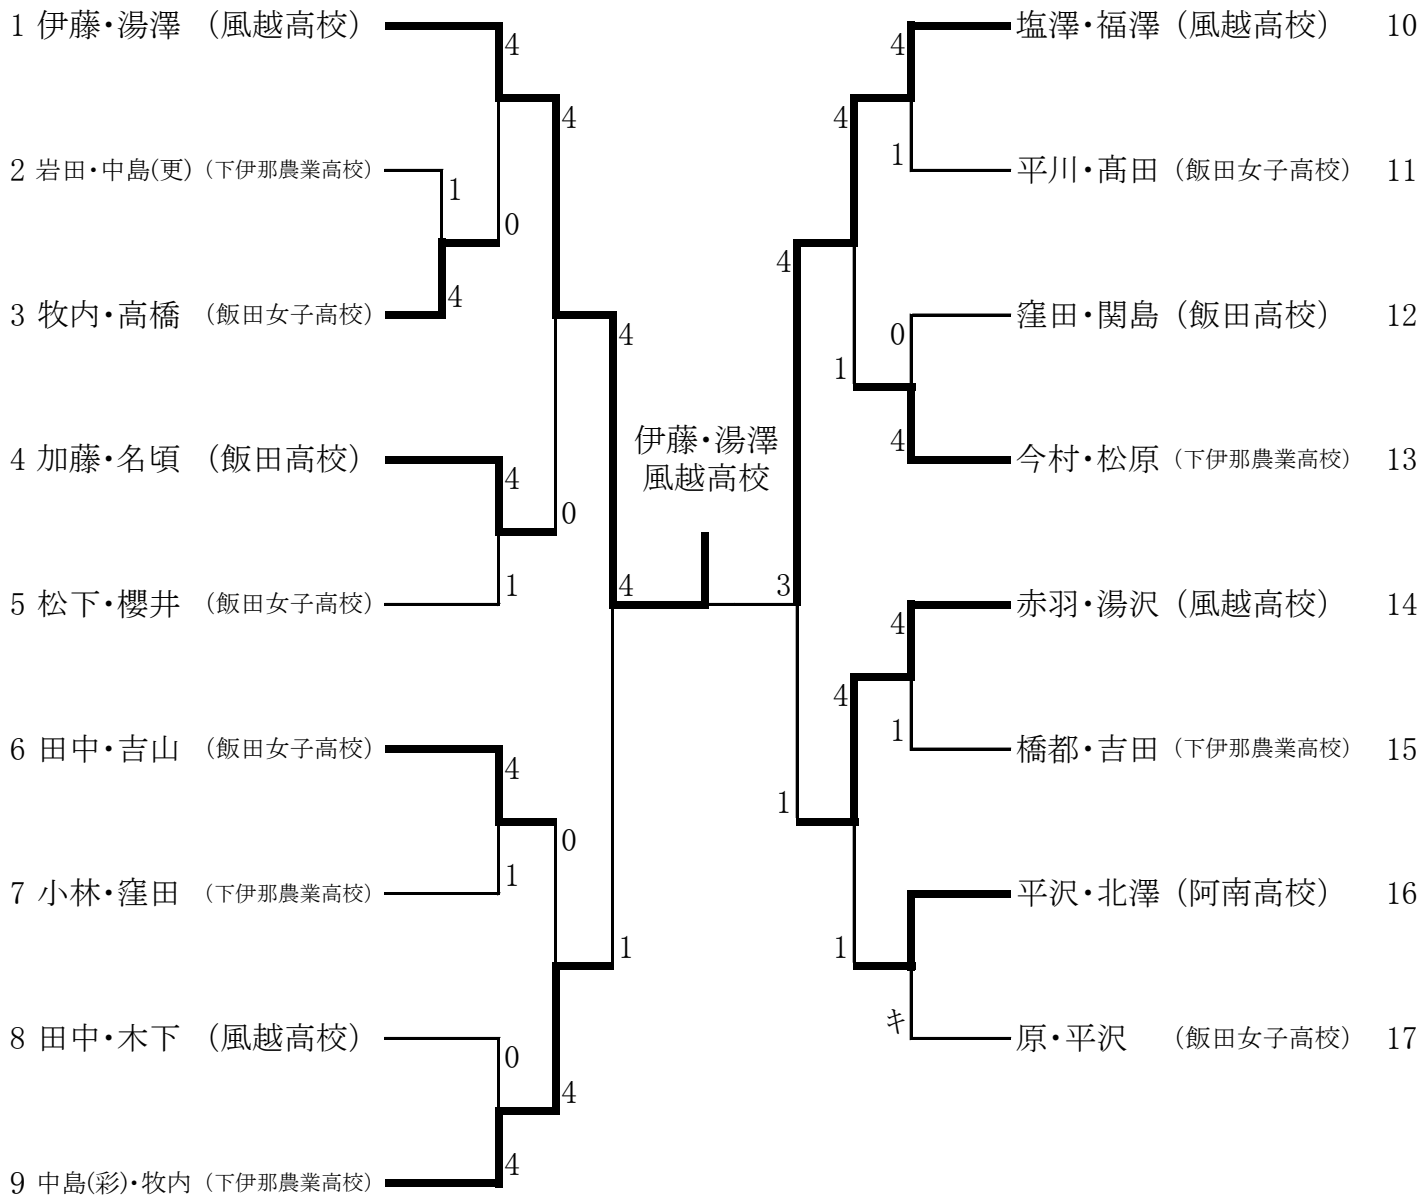 1 伊藤・湯澤 （風越高校）
4
4
2 岩田・中島(更) （下伊那農業高校）
1
0
3 牧内・高橋 （飯田女子高校）
4
4
4 加藤・名頃 （飯田高校）
4
0
5 松下・櫻井 （飯田女子高校）
1
4
6 田中・吉山 （飯田女子高校）
4
0
7 小林・窪田 （下伊那農業高校）
1
1
8 田中・木下 （風越高校）
0
4
9 中島(彩)・牧内 （下伊那農業高校）
4
伊藤・湯澤
風越高校
塩澤・福澤 （風越高校） 10
4
4
平川・髙田 （飯田女子高校） 11
1
4
窪田・関島 （飯田高校） 12
0
1
今村・松原 （下伊那農業高校） 13
4
3
赤羽・湯沢 （風越高校） 14
4
4
橋都・吉田 （下伊那農業高校） 15
1
1
平沢・北澤 （阿南高校） 16
1
原・平沢 （飯田女子高校） 17
キ